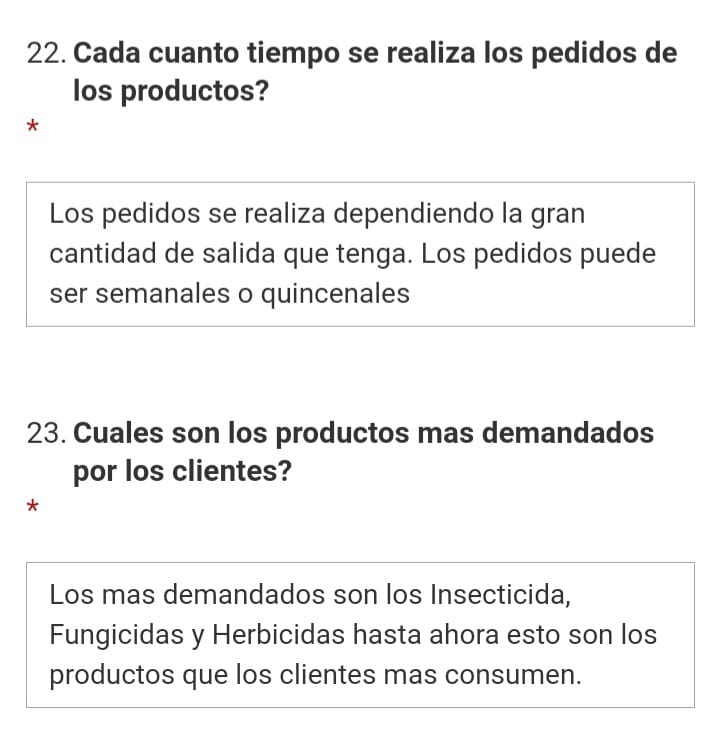 22. Cada cuanto tiempo se realiza los pedidos de
los productos?
*
Los pedidos se realiza dependiendo la gran
cantidad de salida que tenga. Los pedidos puede
ser semanales o quincenales
23. Cuales son los productos mas demandados
por los clientes?
*
Los mas demandados son los Insecticida,
Fungicidas y Herbicidas hasta ahora esto son los
productos que los clientes mas consumen.